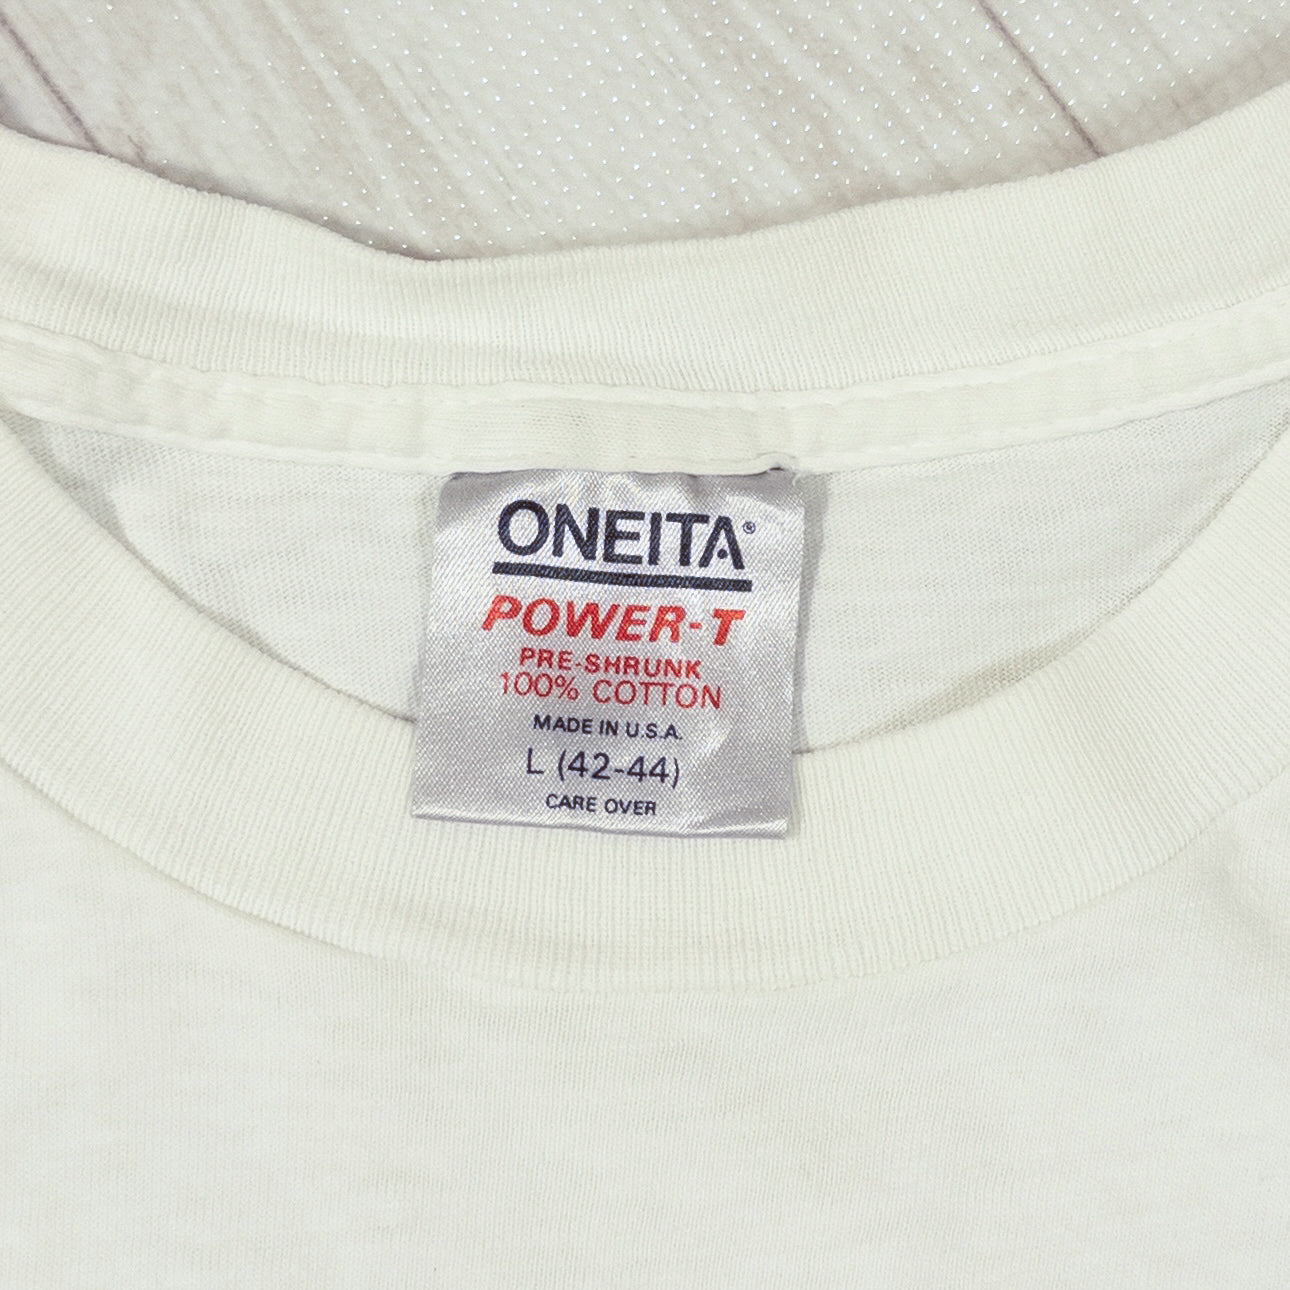 ONEITA®
POWER-T
PRE-SHRUNK
100% COTTON
MADE IN U.S.A.
L (42-44)
CARE OVER